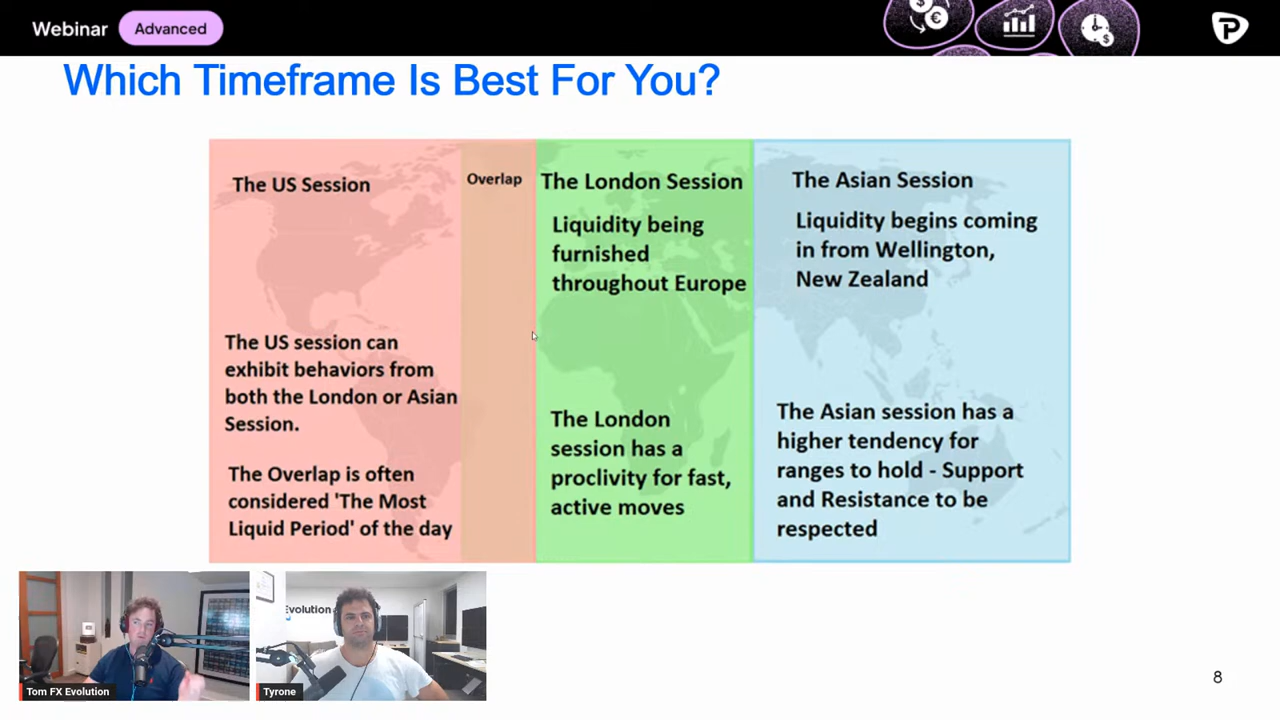 Webinar
Advanced
Which Timeframe Is Best For You?
The US Session
The US session can
exhibit behaviors from
both the London or Asian
Session.
The Overlap is often
considered 'The Most
Liquid Period' of the day
Overlap
The London Session
Liquidity being
furnished
throughout Europe
The London
session has a
proclivity for fast,
active moves
The Asian Session
Liquidity begins coming
in from Wellington,
New Zealand
The Asian session has a
higher tendency for
ranges to hold - Support
and Resistance to be
respected
Evolution
Tom FX Evolution
Tyrone
8